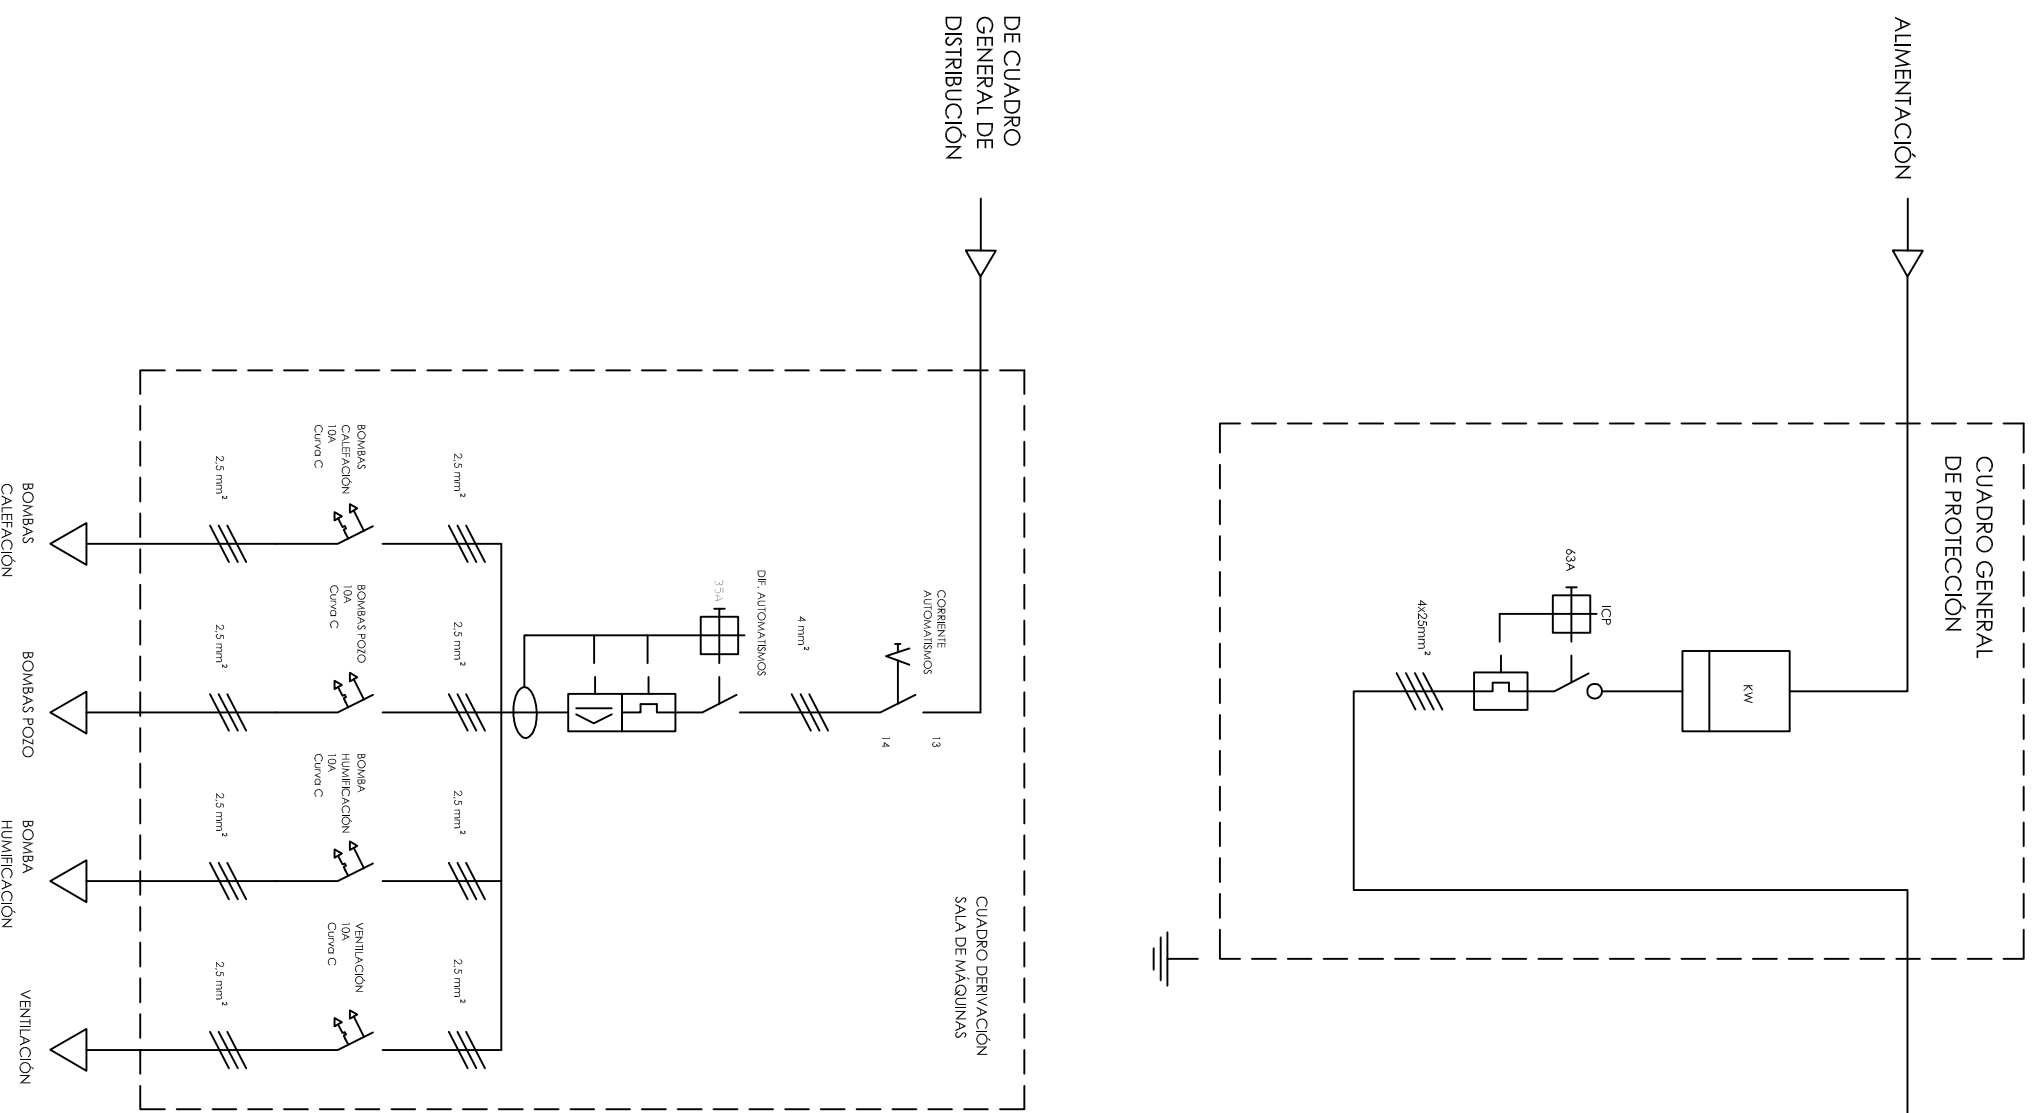 ALIMENTACIÓN
CUADRO GENERAL
DE PROTECCIÓN
KW
ICP
63A
4x25mm²
DE CUADRO
GENERAL DE
DISTRIBUCIÓN
CUADRO DERIVACIÓN
SALA DE MÁQUINAS
CORRIENTE
AUTOMATISMOS
13
14
4 mm²
DIF. AUTOMATISMOS
35A
2,5 mm²
2,5 mm²
2,5 mm²
2,5 mm²
BOMBAS
CALEFACIÓN
10A
Curva C
BOMBAS POZO
10A
Curva C
BOMBA
HUMIFICACIÓN
10A
Curva C
VENTILACIÓN
10A
Curva C
2,5 mm²
2,5 mm²
2,5 mm²
2,5 mm²
BOMBAS
CALEFACIÓN
BOMBAS POZO
BOMBA
HUMIFICACIÓN
VENTILACIÓN